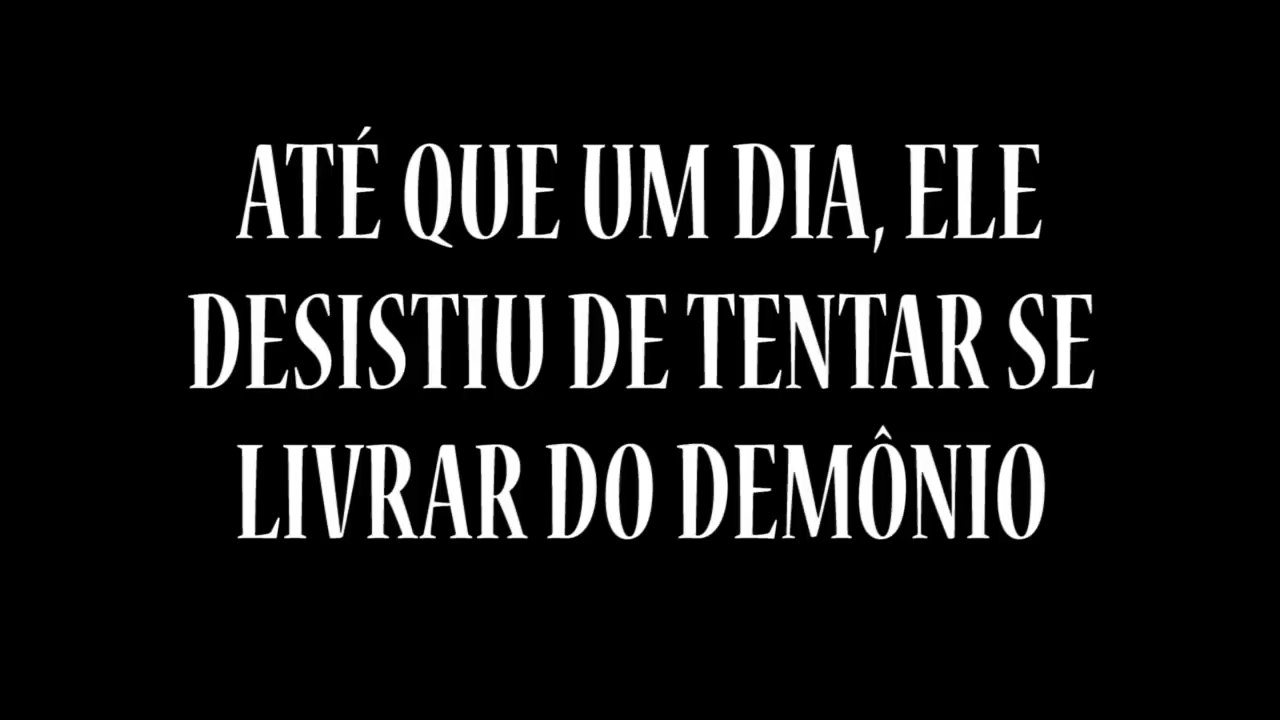 ATÉ QUE UM DIA, ELE
DESISTIU DE TENTAR SE
LIVRAR DO DEMÔNIO